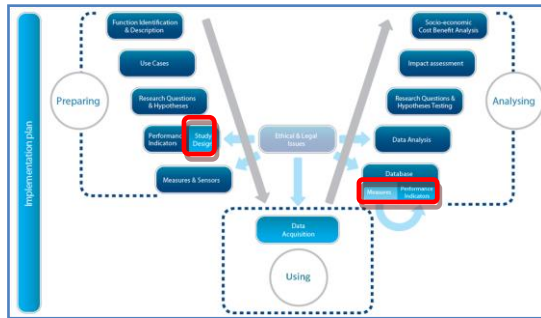 Implementation plan
Function Identification
& Description
Use Cases
Preparing
Research Questions
& Hypotheses
Performance
Indicators
Study
Design
Measures & Sensors
Ethical & Legal
Issues
Data
Acquisition
Using
Socio-economic
Cost Benefit Analysis
Impact assessment
Research Questions &
Hypotheses Testing
Analysing
Data Analysis
Database
Measures
Performance
Indicators